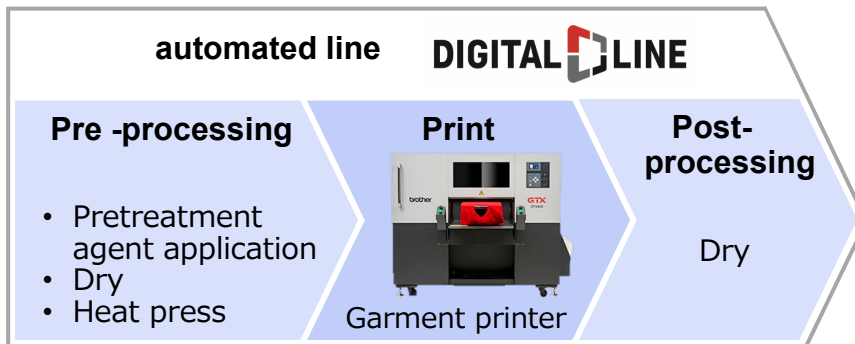 automated line
DIGITAL LINE
Pre -processing
• Pretreatment
agent application
• Dry
• Heat press
Print
brother
GTX
Garment printer
Post-
processing
Dry